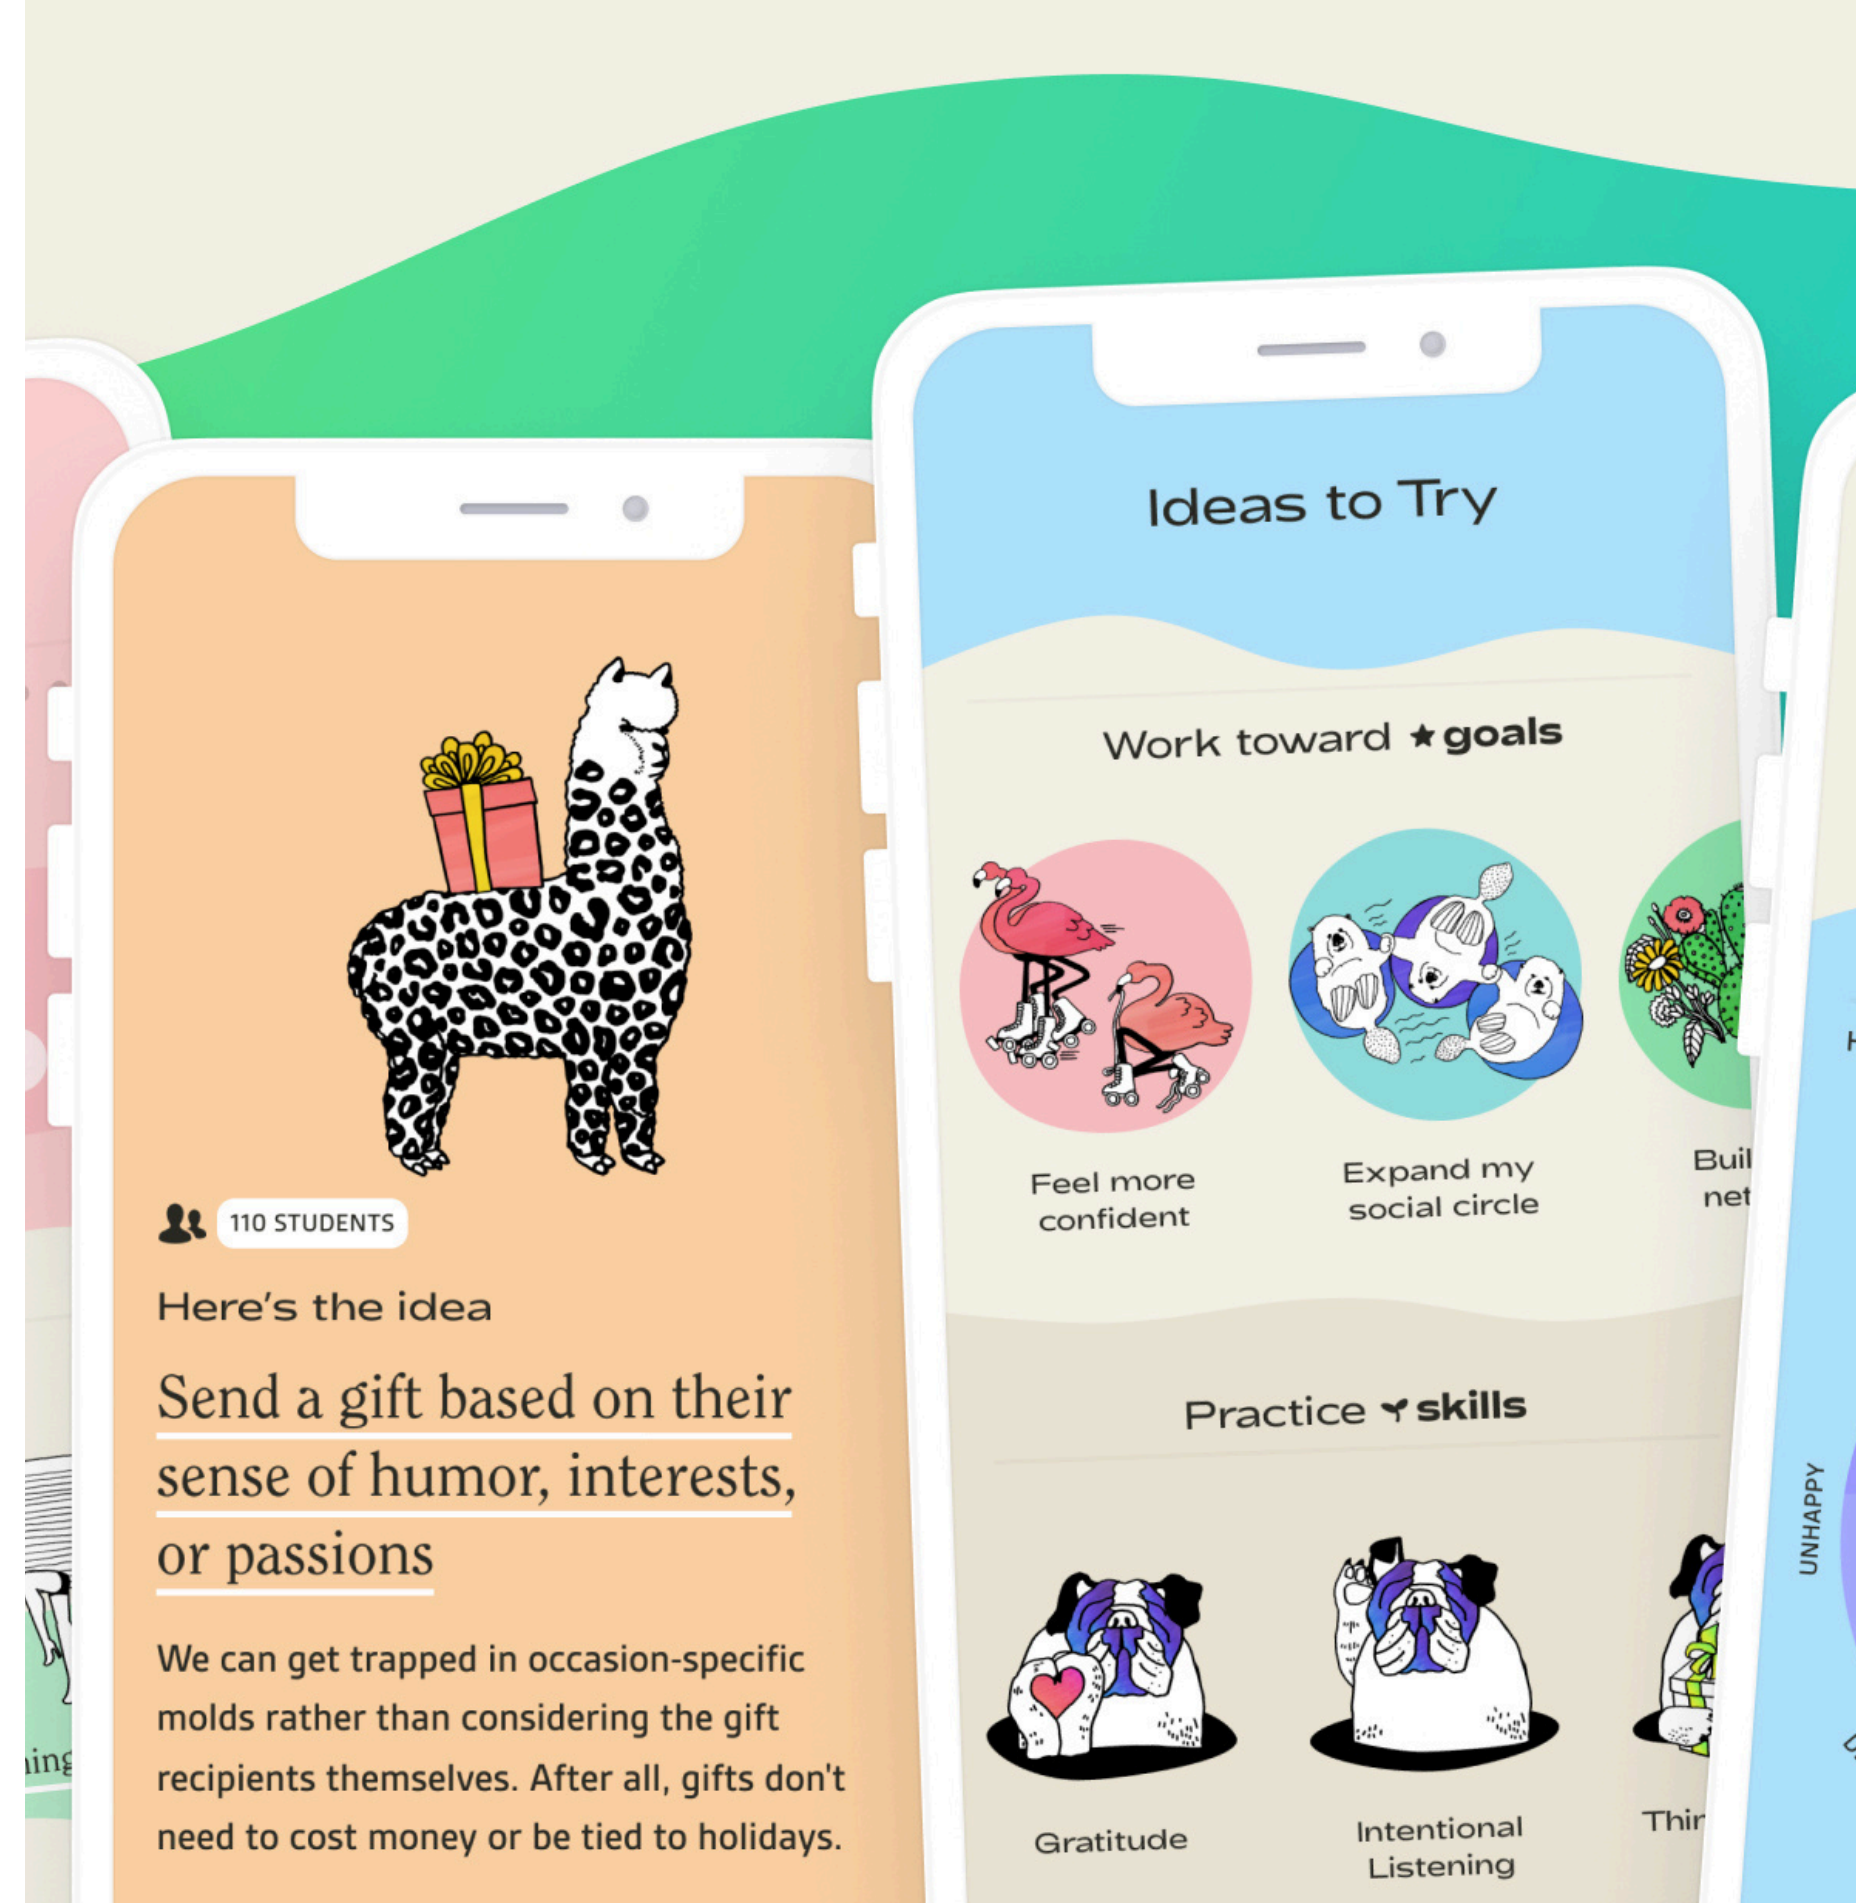 110 STUDENTS
Here's the idea
Send a gift based on their
sense of humor, interests,
or passions
We can get trapped in occasion-specific
molds rather than considering the gift
recipients themselves. After all, gifts don't
need to cost money or be tied to holidays.
Ideas to Try
Work toward ★ goals
Feel more
confident
Expand my
social circle
Practice skills
Gratitude
Intentional
Listening
UNHAPPY